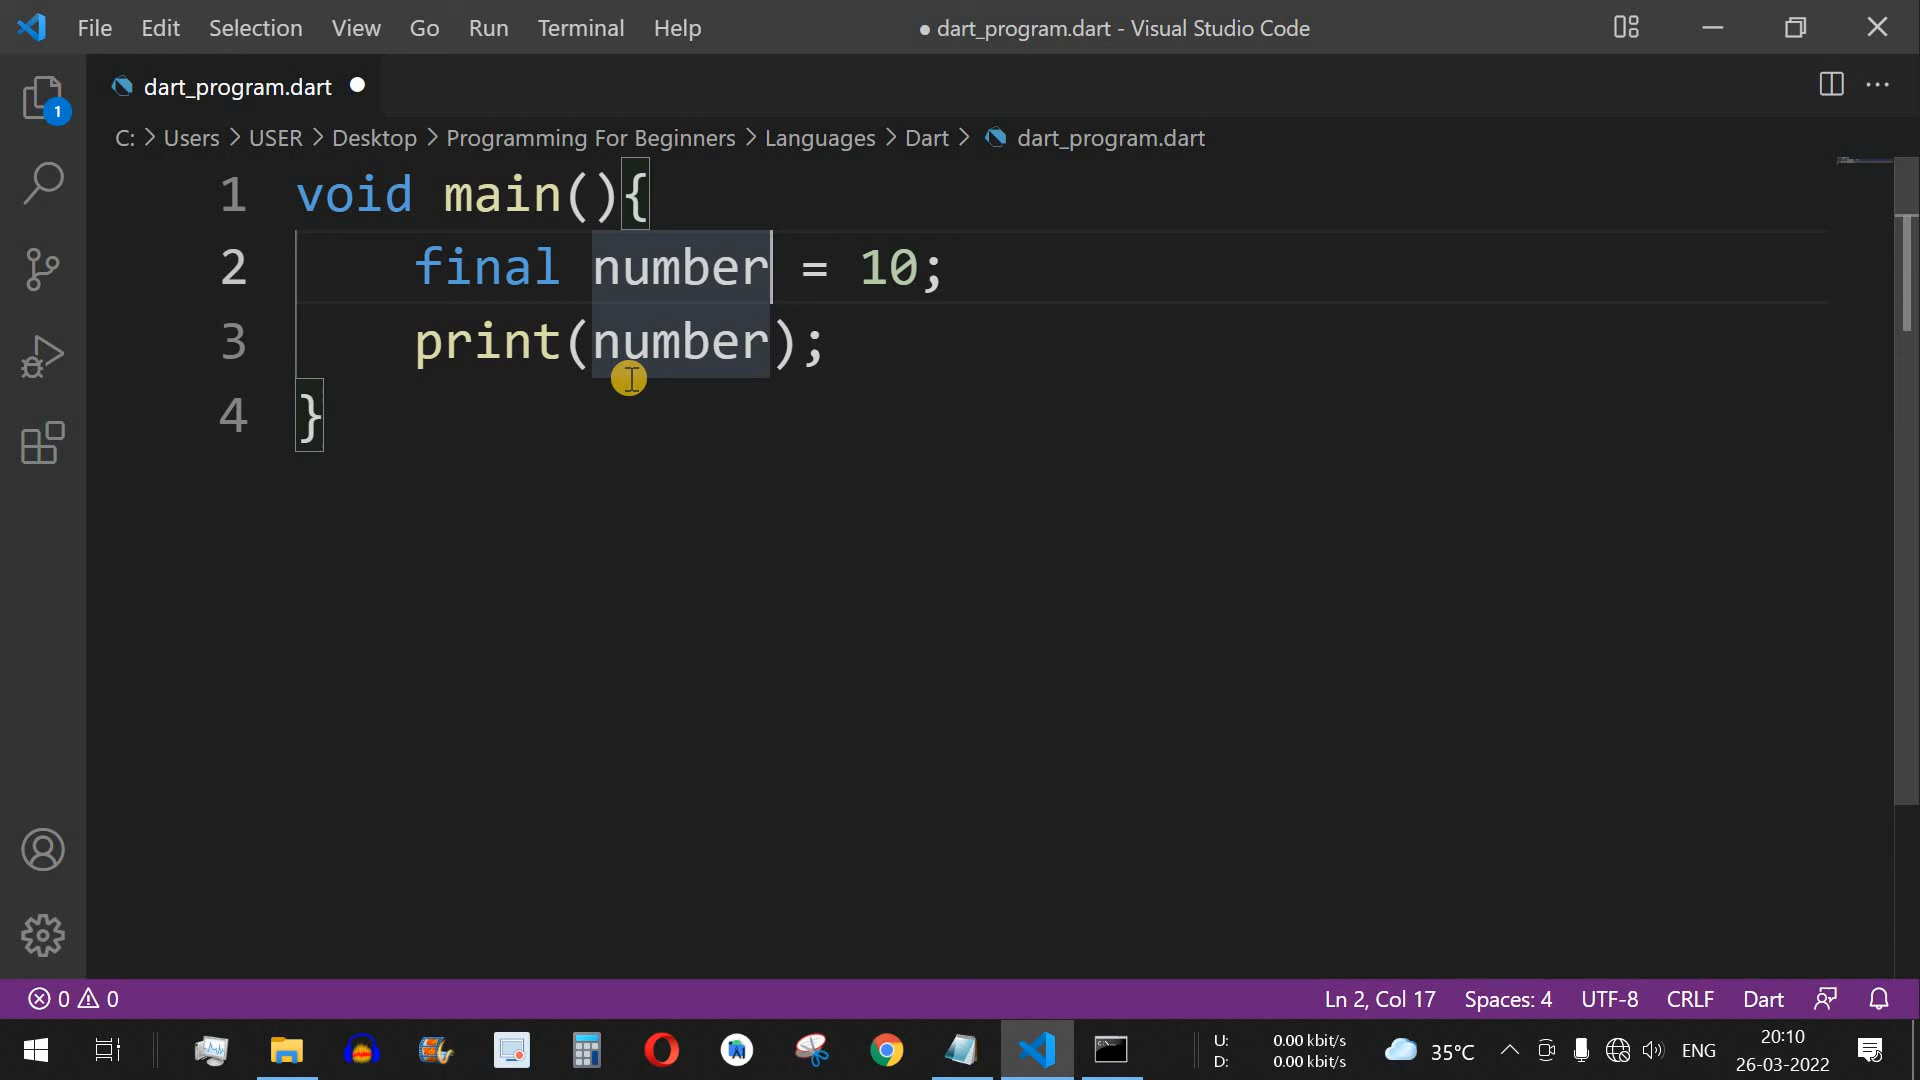 File Edit Selection View Go Run Terminal Help ● dart_program.dart - Visual Studio Code
dart_program.dart ●
1
C: > Users > USER > Desktop > Programming For Beginners > Languages > Dart > dart_program.dart
1 void main(){
2 final number = 10;
3 print(number);
4 }
0 0 Ln 2, Col 17 Spaces: 4 UTF-8 CRLF Dart
U: 0.00 kbit/s
D: 0.00 kbit/s
35°C ENG
20:10
26-03-2022